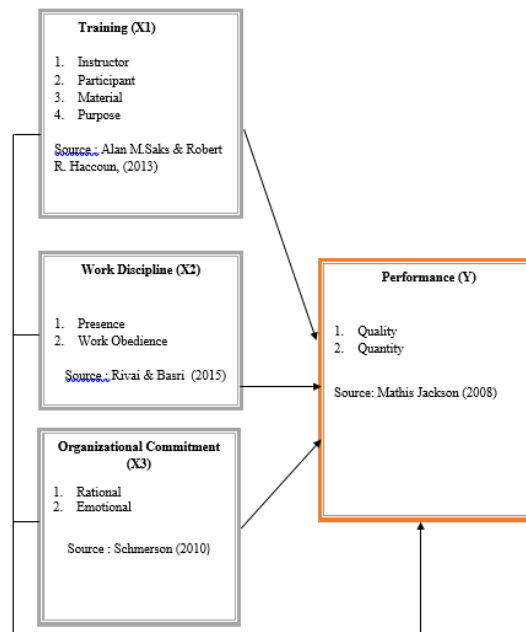 Training (X1)
1. Instructor
2. Participant
3. Material
4. Purpose
Source : Alan M.Saks & Robert
R. Haccoun, (2013)
Work Discipline (X2)
1. Presence
2. Work Obedience
Source : Rivai & Basri (2015)
Organizational Commitment
(X3)
1. Rational
2. Emotional
Source : Schmerson (2010)
Performance (Y)
1. Quality
2. Quantity
Source: Mathis Jackson (2008)